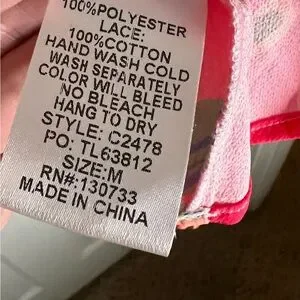 100%POLYESTER
LACE:
100%COTTON
HAND WASH COLD
WASH SEPARATELY
COLOR WILL BLEED
NO BLEACH
HANG TO DRY
STYLE: C2478
PO: TL63812
SIZE:M
RN#:130733
MADE IN CHINA